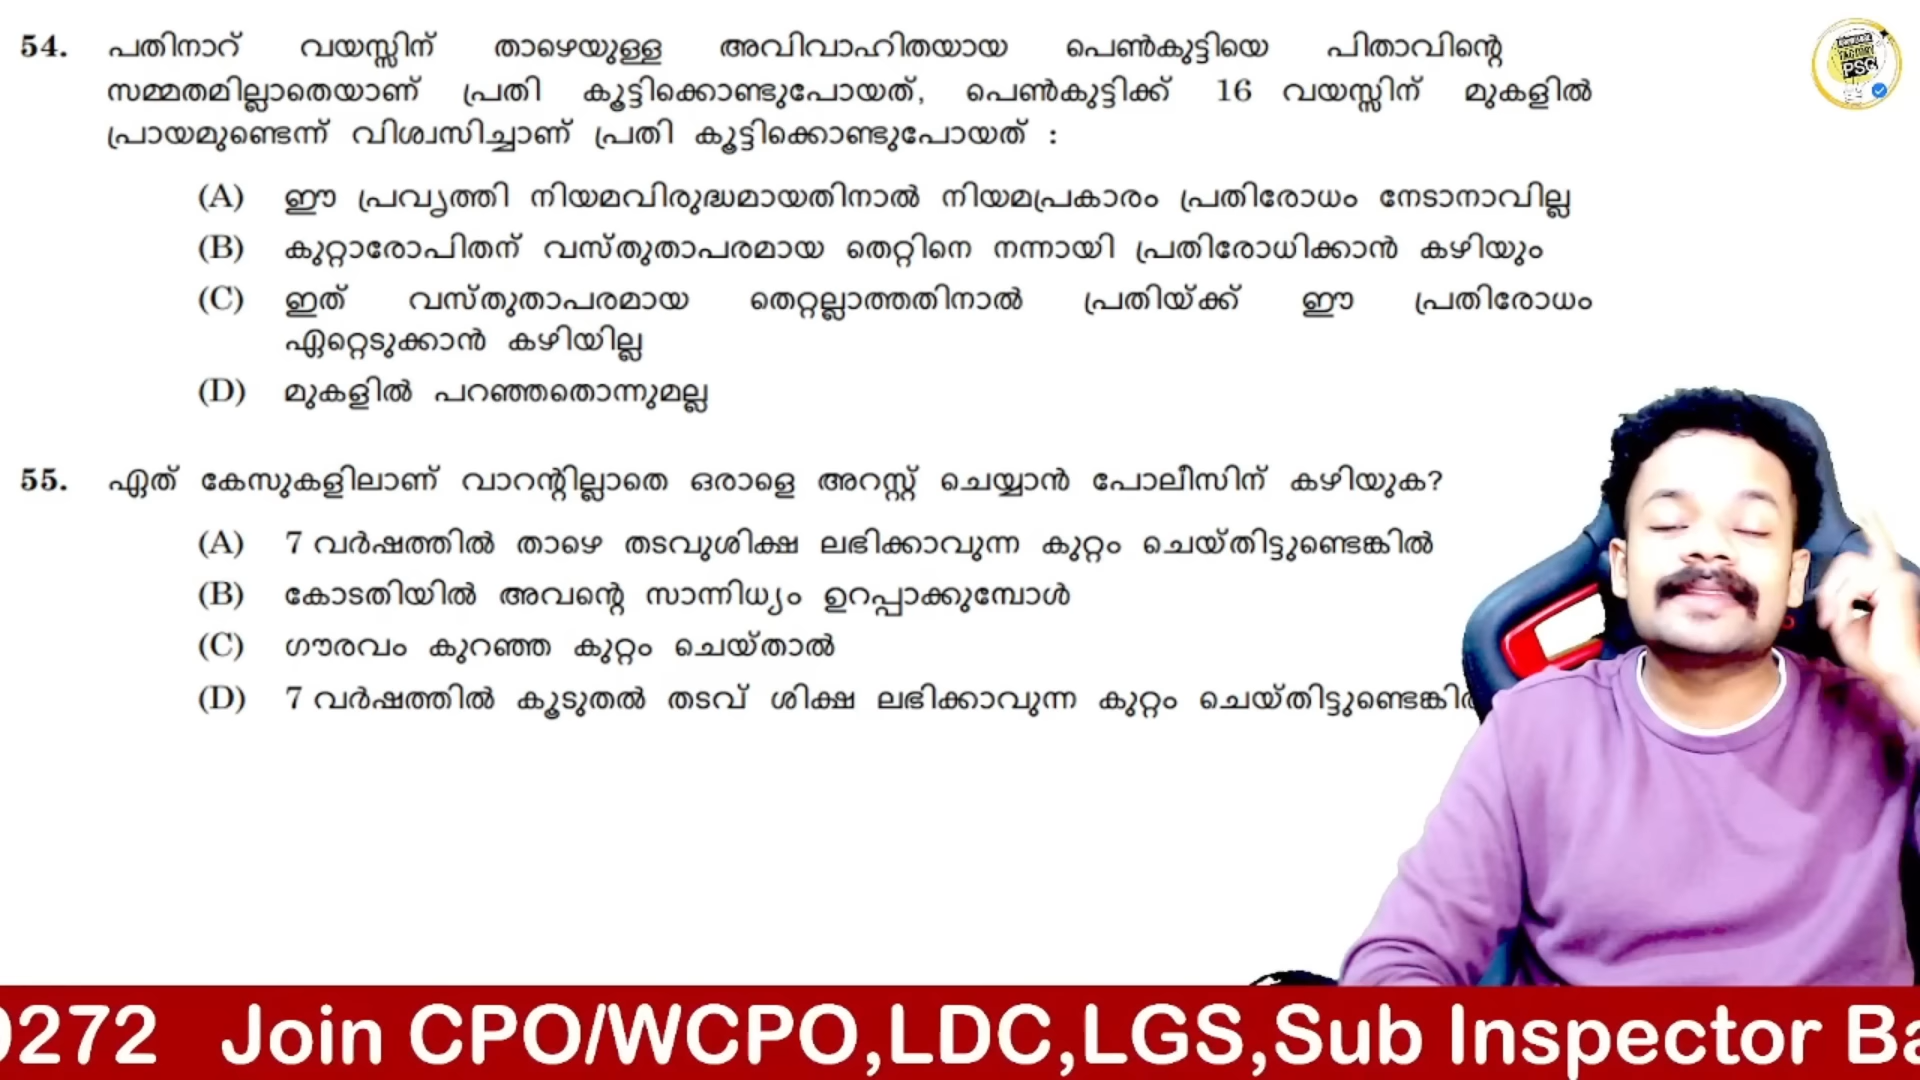 54. പതിനാറ് വയസ്സിന് താഴെയുള്ള അവിവാഹിതയായ പെൺകുട്ടിയെ പിതാവിന്റെ
സമ്മതമില്ലാതെയാണ് പ്രതി കൂട്ടിക്കൊണ്ടുപോയത്, പെൺകുട്ടിക്ക് 16 വയസ്സിന് മുകളിൽ
പ്രായമുണ്ടെന്ന് വിശ്വസിച്ചാണ് പ്രതി കൂട്ടിക്കൊണ്ടുപോയത് :
(A) ഈ പ്രവൃത്തി നിയമവിരുദ്ധമായതിനാൽ നിയമപ്രകാരം പ്രതിരോധം നേടാനാവില്ല
(B) കുറ്റാരോപിതന് വസ്തുതാപരമായ തെറ്റിനെ നന്നായി പ്രതിരോധിക്കാൻ കഴിയും
(C) ഇത് വസ്തുതാപരമായ തെറ്റല്ലാത്തതിനാൽ പ്രതിയ്ക്ക് ഈ പ്രതിരോധം
ഏറ്റെടുക്കാൻ കഴിയില്ല
(D) മുകളിൽ പറഞ്ഞതൊന്നുമല്ല
55. ഏത് കേസുകളിലാണ് വാറന്റില്ലാതെ ഒരാളെ അറസ്റ്റ് ചെയ്യാൻ പോലീസിന് കഴിയുക?
(A) 7 വർഷത്തിൽ താഴെ തടവുശിക്ഷ ലഭിക്കാവുന്ന കുറ്റം ചെയ്തിട്ടുണ്ടെങ്കിൽ
(B) കോടതിയിൽ അവന്റെ സാന്നിധ്യം ഉറപ്പാക്കുമ്പോൾ
(C) ഗൗരവം കുറഞ്ഞ കുറ്റം ചെയ്താൽ
(D) 7 വർഷത്തിൽ കൂടുതൽ തടവ് ശിക്ഷ ലഭിക്കാവുന്ന കുറ്റം
PSC
0272 Join CPO/WCPO,LDC,LGS,Sub Inspector Ba